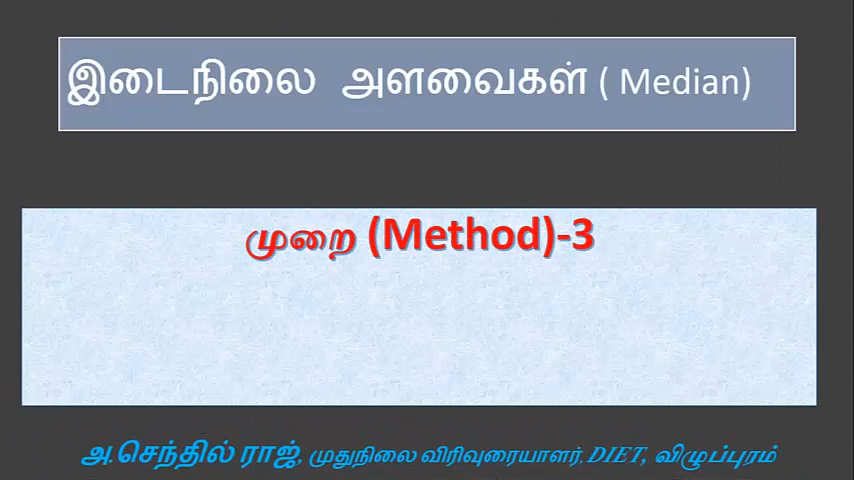 இடைநிலை அளவைகள் ( Median)
முறை (Method)-3
அ.செந்தில் ராஜ், முதுநிலை விரிவுரையாளர், DIET, விழுப்புரம்